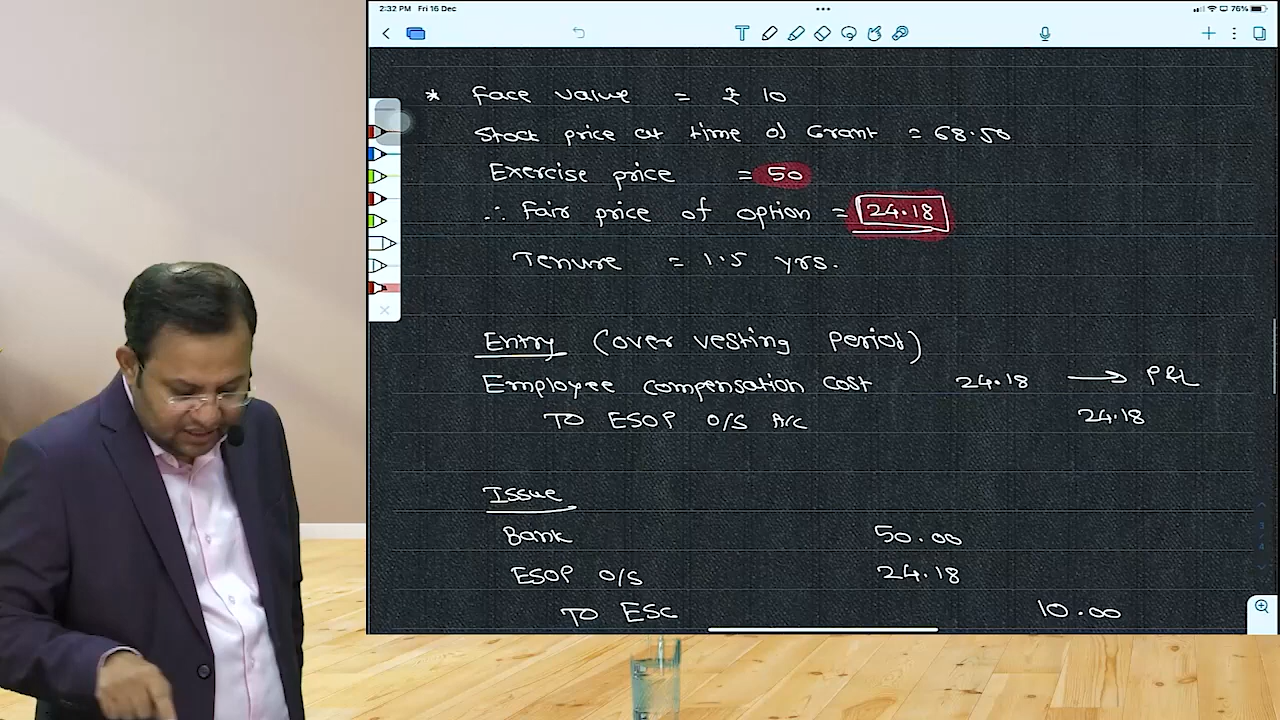 2:32 PM Fri 16 Dec
76%
* Face value = ₹ 10
Stock price at time of Grant = 68.50
Exercise price = 50
∴ Fair price of option = 24.18
Tenure = 1.5 yrs.
Entry (over vesting period)
Employee compensation cost 24.18 → P&L
To ESOP O/S A/c 24.18
Issue
Bank 50.00
ESOP O/S 24.18
To ESC 10.00